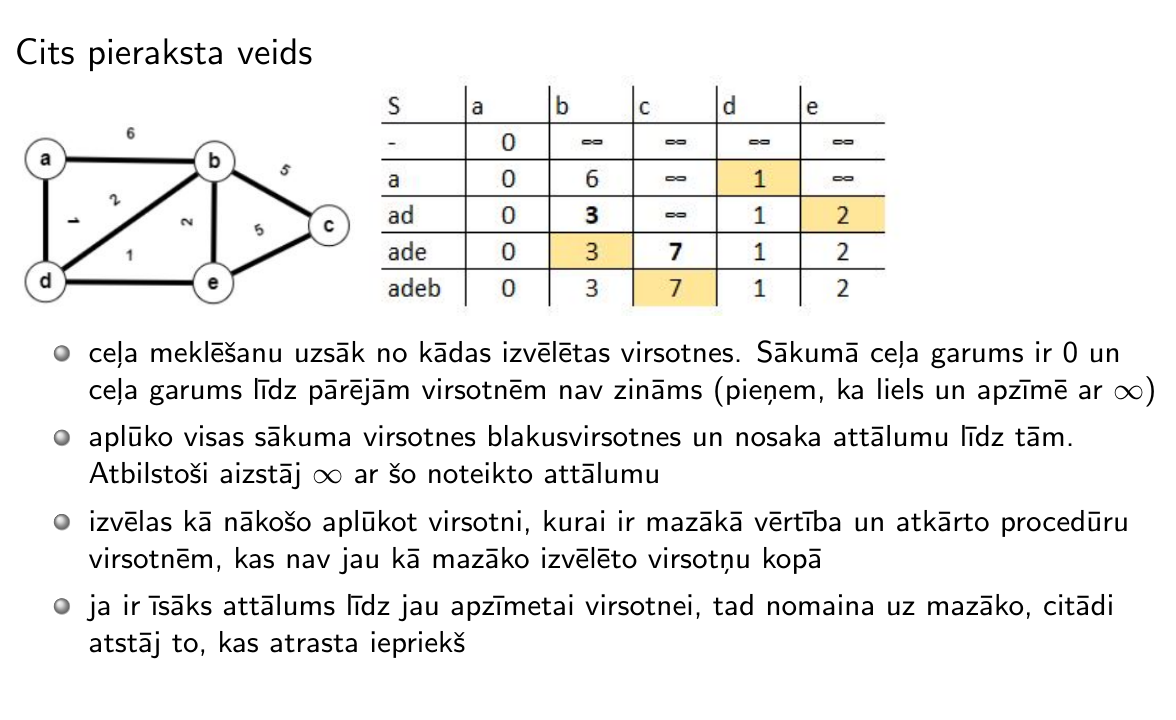 Cits pieraksta veids
6
a
b
5
1
2
2
c
5
1
d
e
S a b c d e
- 0 ∞ ∞ ∞ ∞
a 0 6 ∞ 1 ∞
ad 0 3 ∞ 1 2
ade 0 3 7 1 2
adeb 0 3 7 1 2
ceļa meklēšanu uzsāk no kādas izvēlētas virsotnes. Sākumā ceļa garums ir 0 un
ceļa garums līdz pārējām virsotnēm nav zināms (pieņem, ka liels un apzīmē ar ∞)
aplūko visas sākuma virsotnes blakusvirsotnes un nosaka attālumu līdz tām.
Atbilstoši aizstāj ∞ ar šo noteikto attālumu
izvēlas kā nākošo aplūkot virsotni, kurai ir mazākā vērtība un atkārto procedūru
virsotnēm, kas nav jau kā mazāko izvēlēto virsotņu kopā
ja ir īsāks attālums līdz jau apzīmetai virsotnei, tad nomaina uz mazāko, citādi
atstāj to, kas atrasta iepriekš